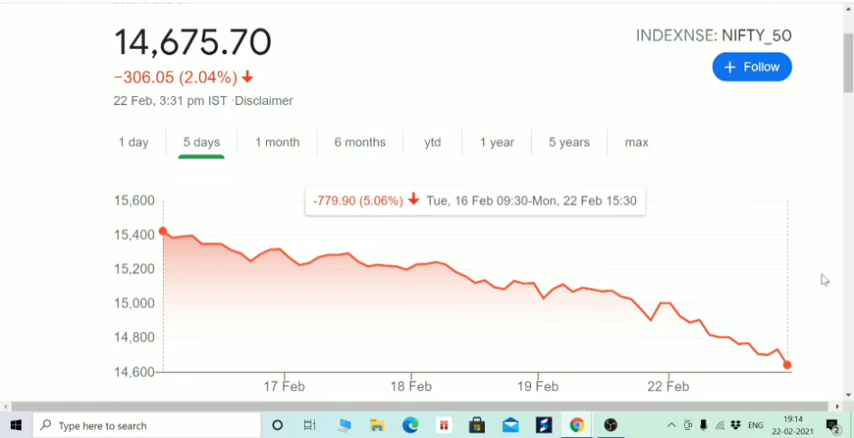 14,675.70
INDEXNSE: NIFTY_50
−306.05 (2.04%)
+ Follow
22 Feb, 3:31 pm IST ·Disclaimer
1 day 5 days 1 month 6 months ytd 1 year 5 years max
-779.90 (5.06%) Tue, 16 Feb 09:30-Mon, 22 Feb 15:30
15,600
15,400
15,200
15,000
14,800
14,600
17 Feb 18 Feb 19 Feb 22 Feb
Type here to search
ENG
19:14
22-02-2021
2